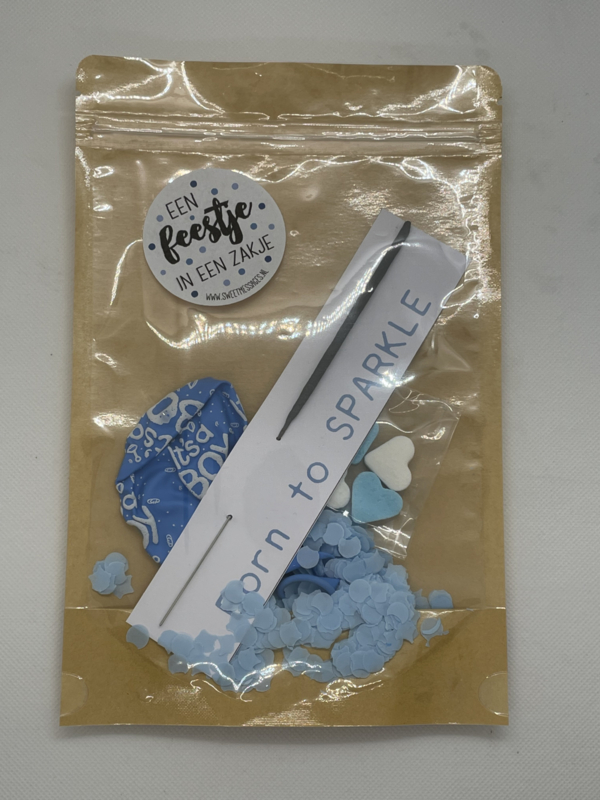 EEN
feestje
IN EEN ZAKJE
WWW.SWEETMESSAGES.NL
Born to SPARKLE
It's a
BOY